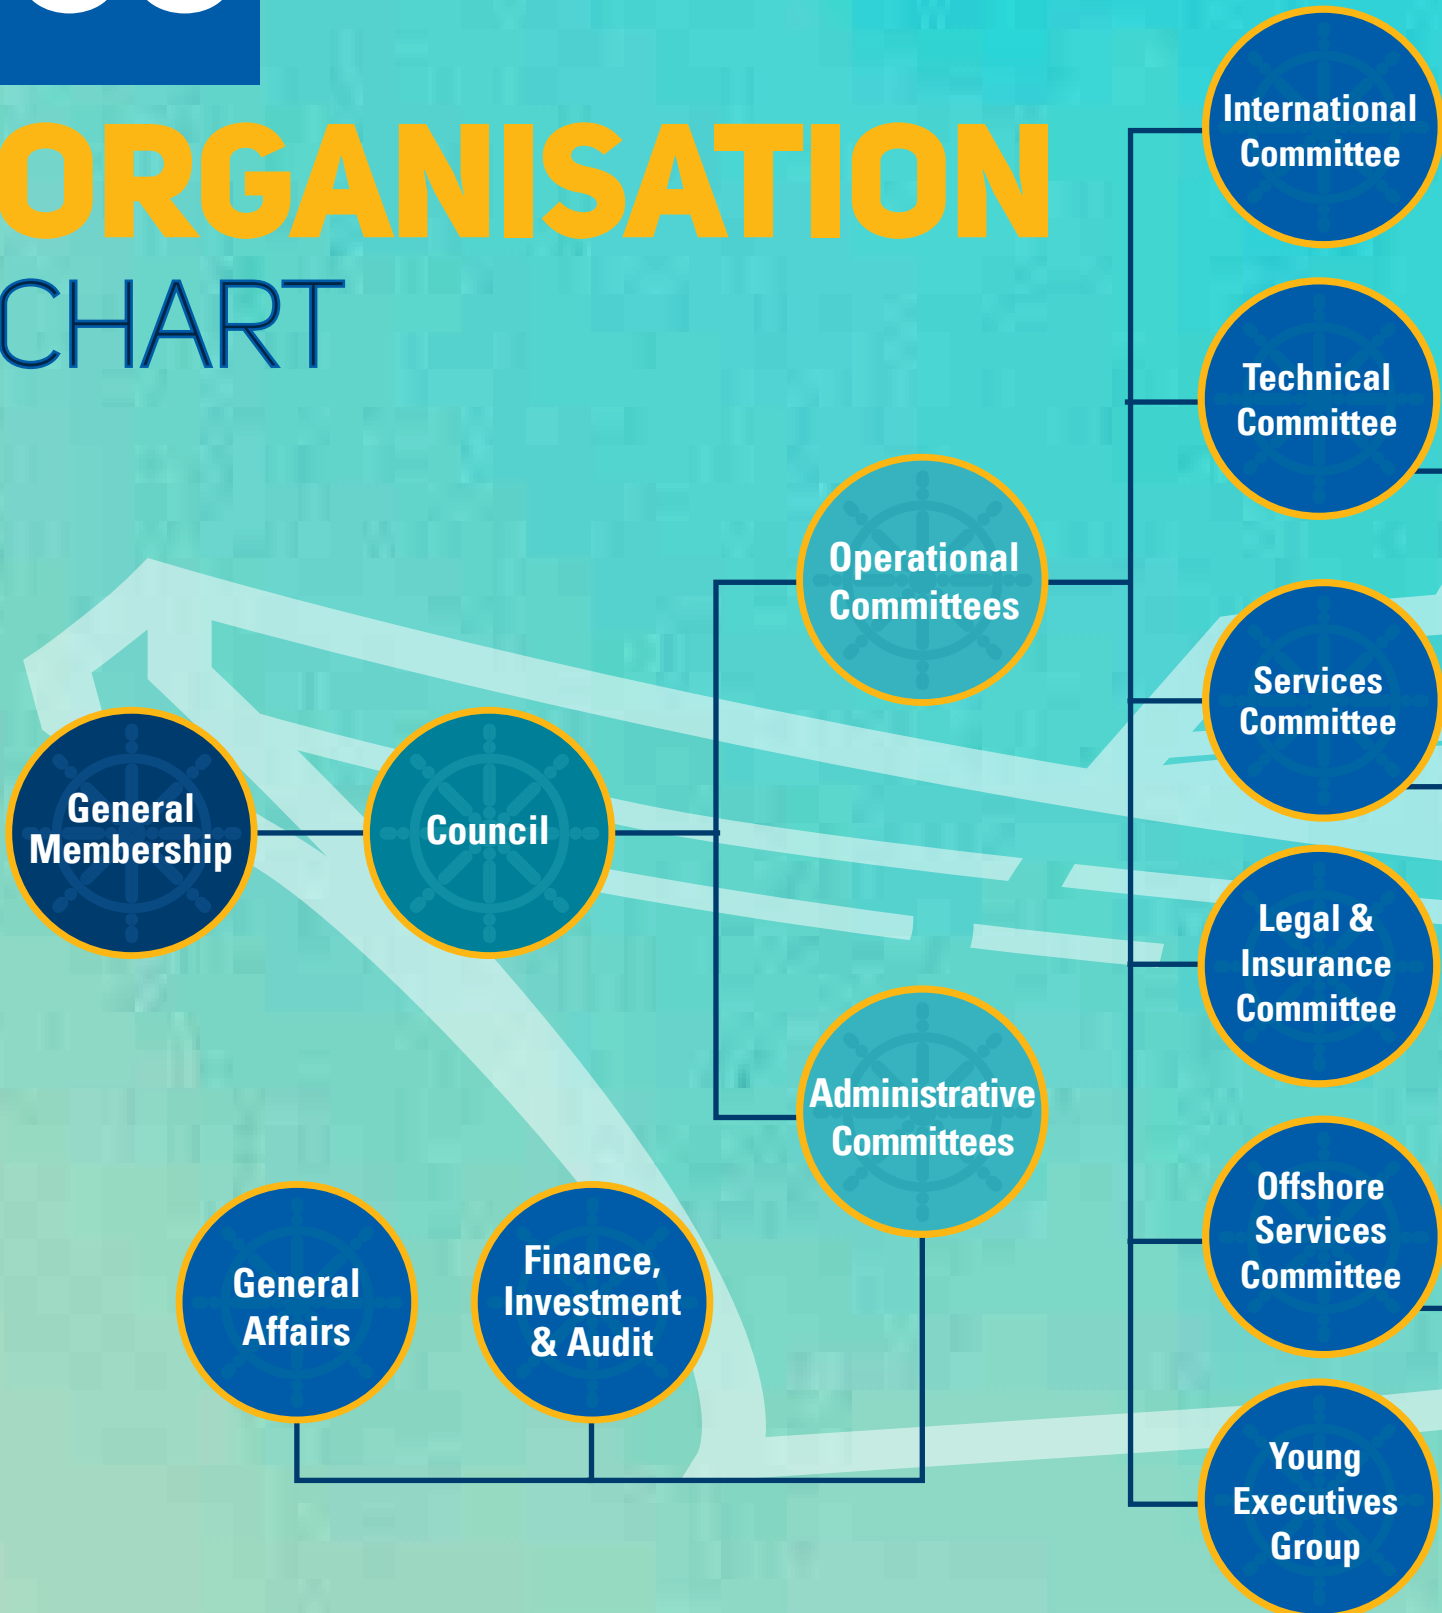 ORGANISATION
CHART
International
Committee
Technical
Committee
Operational
Committees
Services
Committee
General
Membership
Council
Legal &
Insurance
Committee
Administrative
Committees
Offshore
Services
Committee
General
Affairs
Finance,
Investment
& Audit
Young
Executives
Group